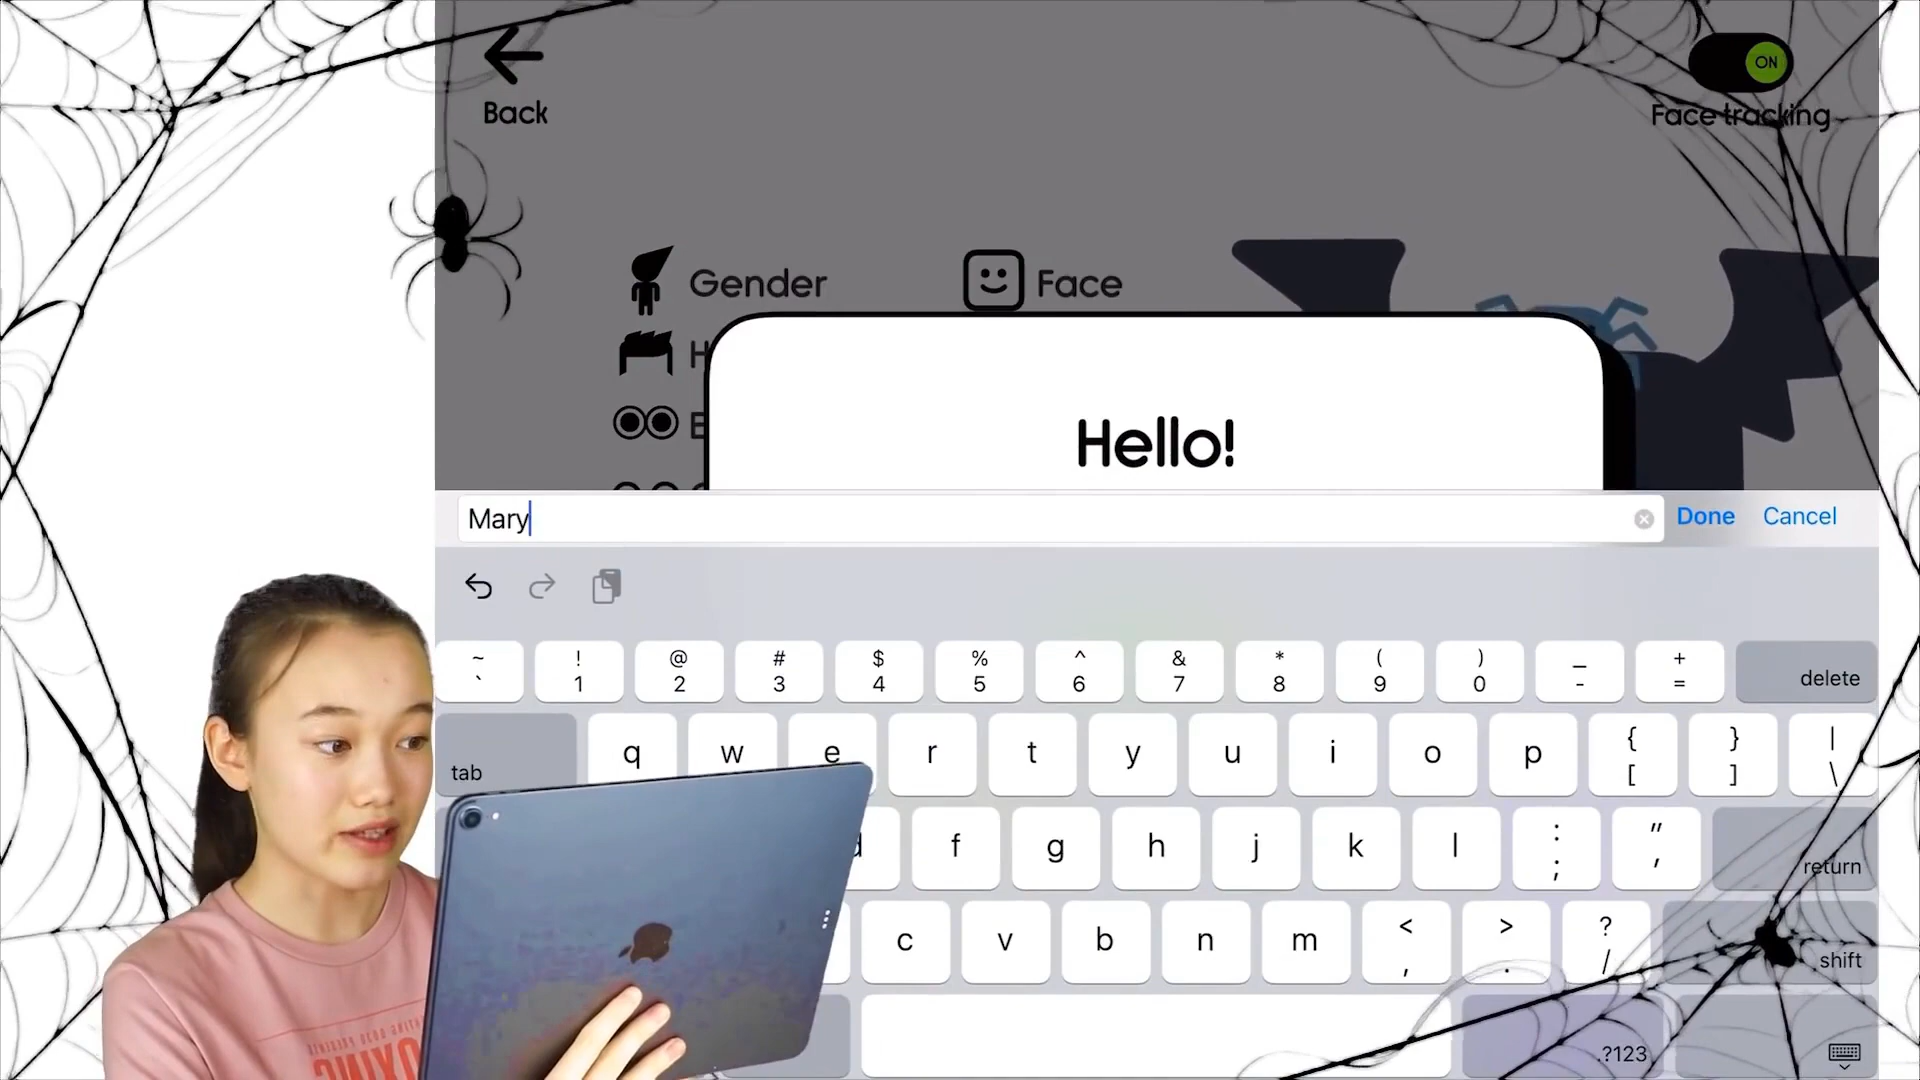 Back
ON
Face tracking
Gender
Face
H
E
Hello!
Mary
Done Cancel
~ ! @ # $ % ^ & * ( ) _ +
` 1 2 3 4 5 6 7 8 9 0 - = delete
tab q w e r t y u i o p { [ } ] | \
d f g h j k l : ; " ' return
c v b n m < , > . ? / shift
.?123